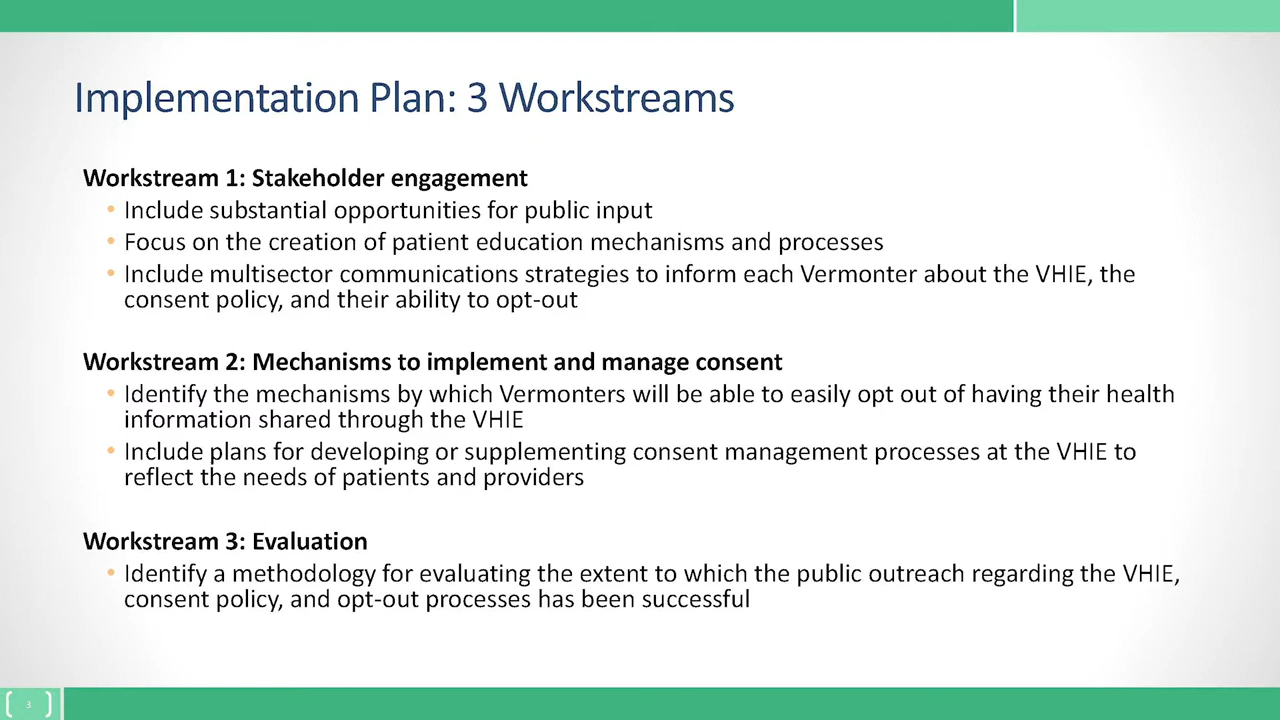 Implementation Plan: 3 Workstreams
Workstream 1: Stakeholder engagement
• Include substantial opportunities for public input
• Focus on the creation of patient education mechanisms and processes
• Include multisector communications strategies to inform each Vermonter about the VHIE, the
consent policy, and their ability to opt-out
Workstream 2: Mechanisms to implement and manage consent
• Identify the mechanisms by which Vermonters will be able to easily opt out of having their health
information shared through the VHIE
• Include plans for developing or supplementing consent management processes at the VHIE to
reflect the needs of patients and providers
Workstream 3: Evaluation
• Identify a methodology for evaluating the extent to which the public outreach regarding the VHIE,
consent policy, and opt-out processes has been successful
3